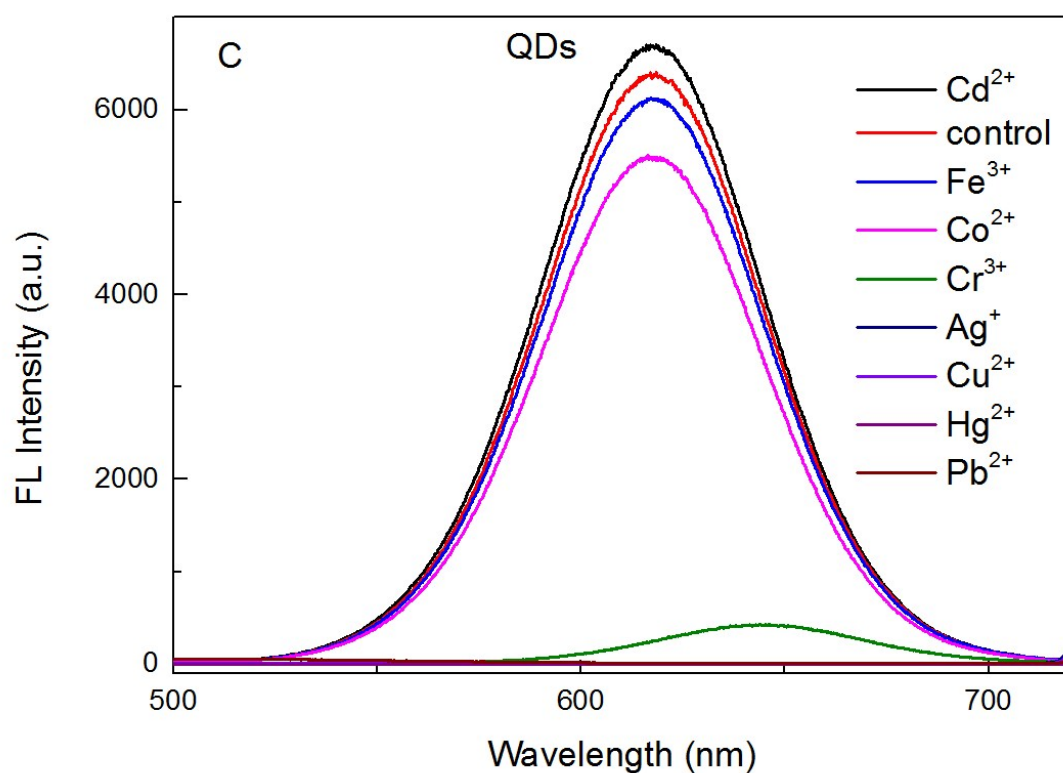 C
QDs
Cd²⁺
control
Fe³⁺
Co²⁺
Cr³⁺
Ag⁺
Cu²⁺
Hg²⁺
Pb²⁺
6000
4000
2000
0
FL Intensity (a.u.)
500
600
700
Wavelength (nm)